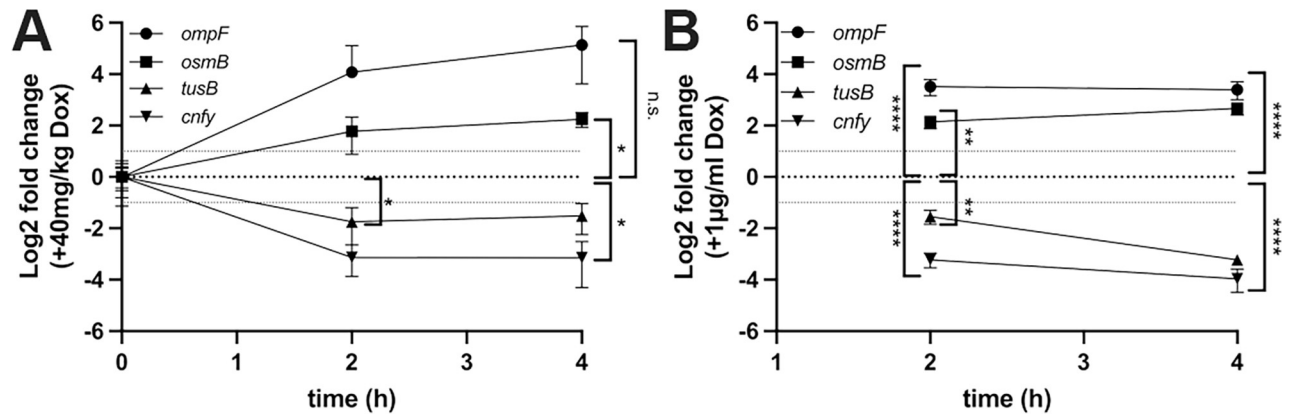 A
Log2 fold change
(+40mg/kg Dox)
6
4
2
0
-2
-4
-6
ompF
osmB
tusB
cnfy
n.s.
*
*
*
0
1
2
3
4
time (h)
B
Log2 fold change
(+1µg/ml Dox)
6
4
2
0
-2
-4
-6
ompF
osmB
tusB
cnfy
****
**
****
**
****
****
1
2
3
4
time (h)